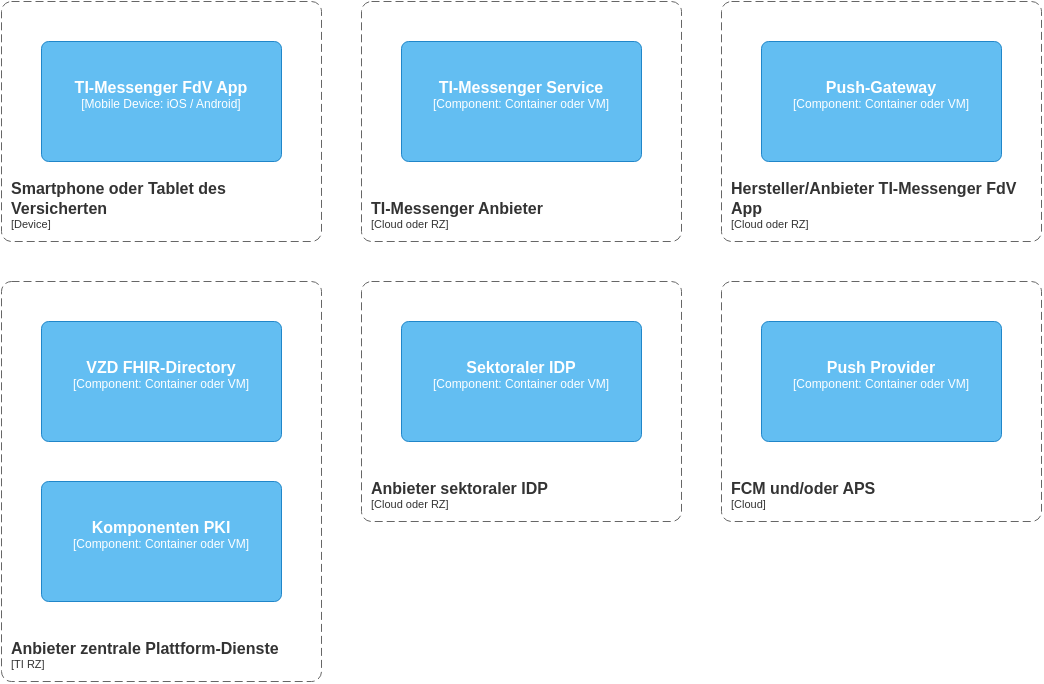 TI-Messenger FdV App
[Mobile Device: iOS / Android]
Smartphone oder Tablet des
Versicherten
[Device]
TI-Messenger Service
[Component: Container oder VM]
TI-Messenger Anbieter
[Cloud oder RZ]
Push-Gateway
[Component: Container oder VM]
Hersteller/Anbieter TI-Messenger FdV
App
[Cloud oder RZ]
VZD FHIR-Directory
[Component: Container oder VM]
Komponenten PKI
[Component: Container oder VM]
Anbieter zentrale Plattform-Dienste
[TI RZ]
Sektoraler IDP
[Component: Container oder VM]
Anbieter sektoraler IDP
[Cloud oder RZ]
Push Provider
[Component: Container oder VM]
FCM und/oder APS
[Cloud]